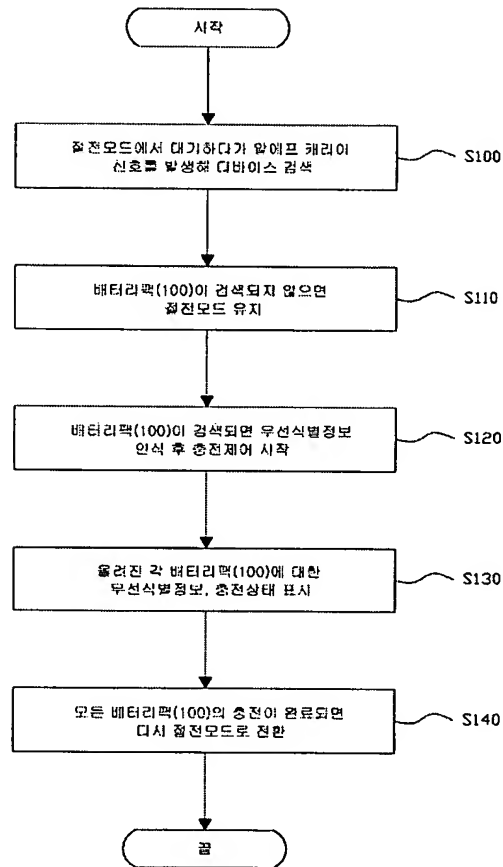 시작
절전모드에서 대기하다가 알에프 캐리어
신호를 발생해 디바이스 검색
S100
배터리팩(100)이 검색되지 않으면
절전모드 유지
S110
배터리팩(100)이 검색되면 무선식별정보
인식 후 충전제어 시작
S120
올려진 각 배터리팩(100)에 대한
무선식별정보, 충전상태 표시
S130
모든 배터리팩(100)의 충전이 완료되면
다시 절전모드로 전환
S140
끝